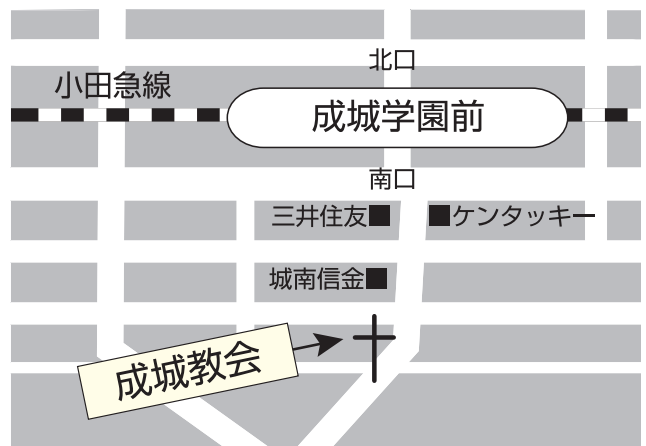 北口
小田急線
成城学園前
南口
三井住友
ケンタッキー
城南信金
成城教会